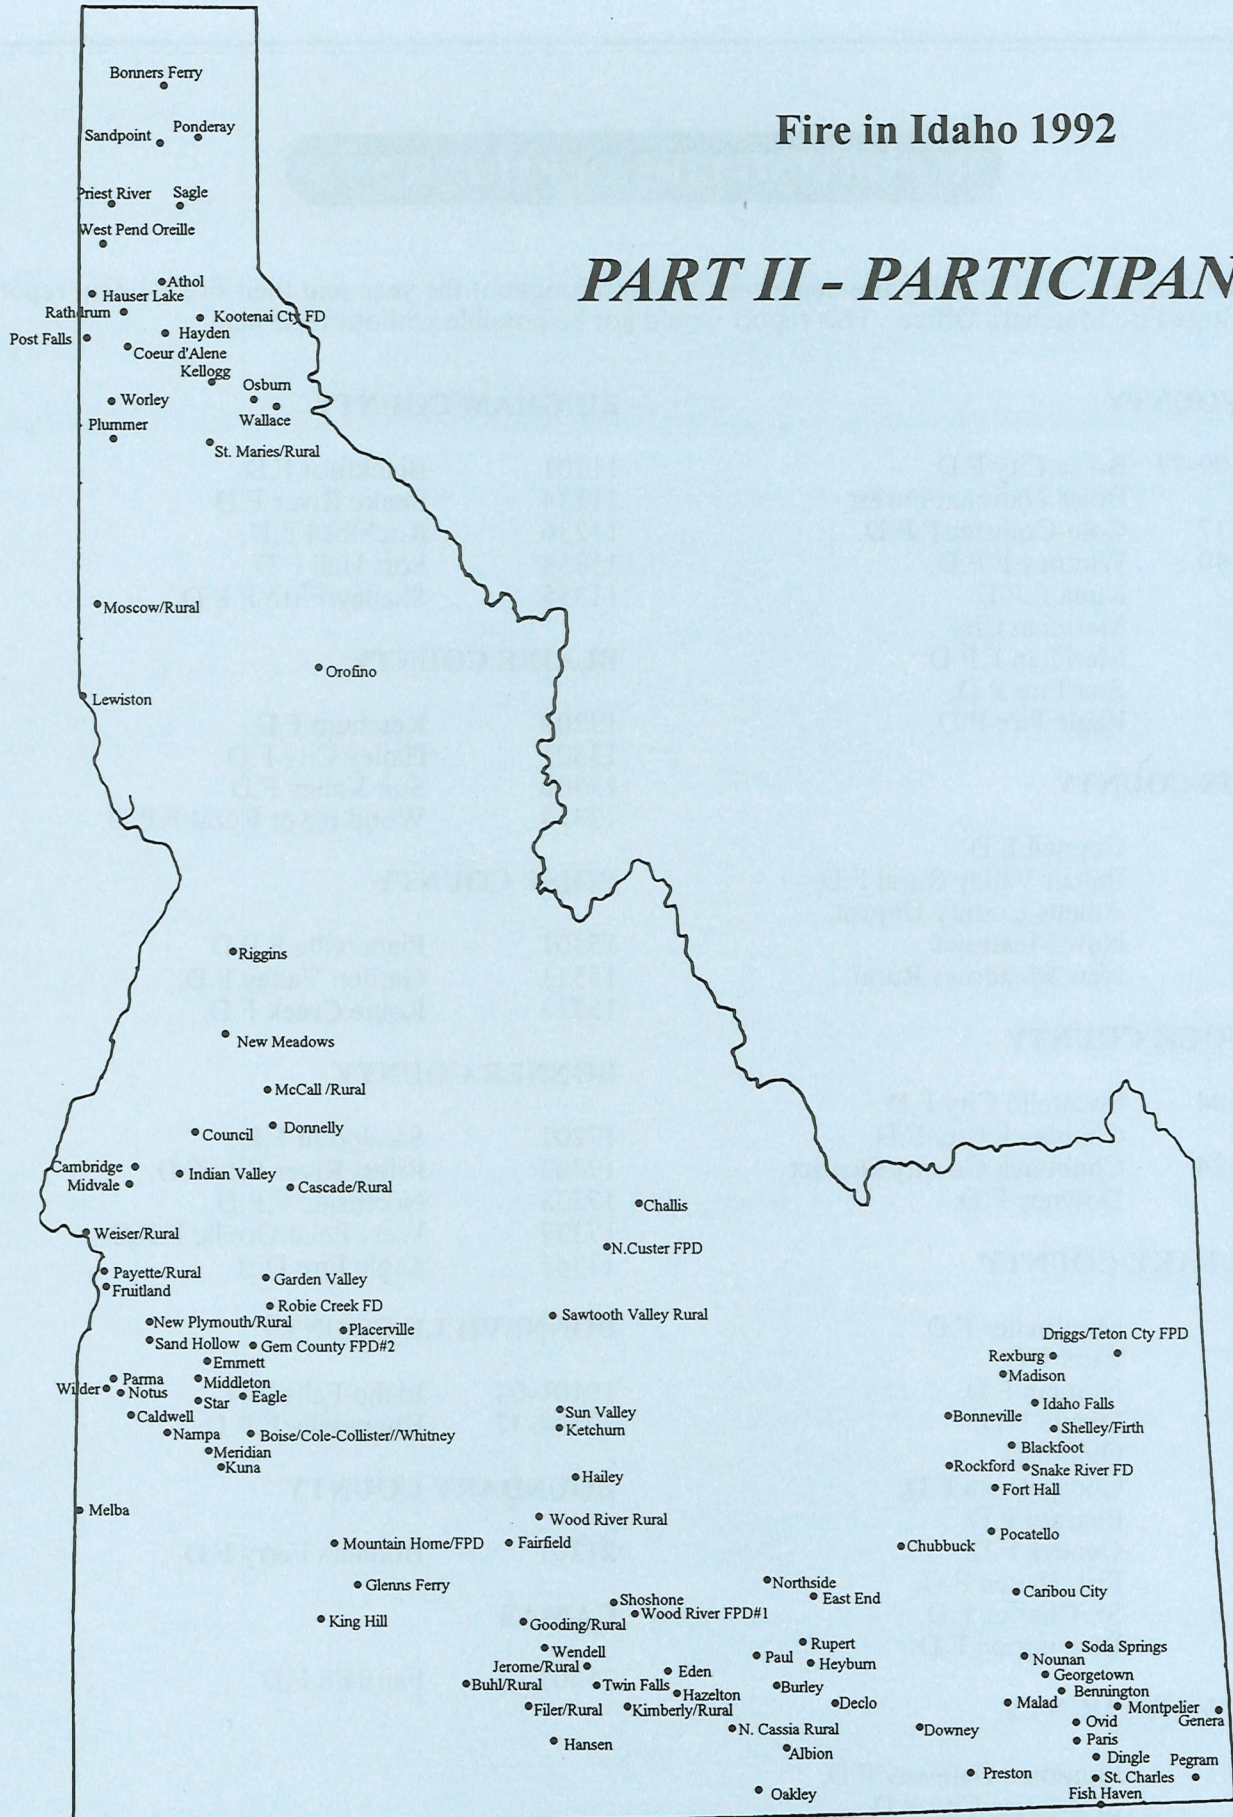 Fire in Idaho 1992
PART II - PARTICIPAN
Bonners Ferry
Sandpoint
Ponderay
Priest River
Sagle
West Pend Oreille
Athol
Hauser Lake
Rathdrum
Kootenai Cty FD
Post Falls
Hayden
Coeur d'Alene
Kellogg
Osburn
Worley
Wallace
Plummer
St. Maries/Rural
Moscow/Rural
Orofino
Lewiston
Riggins
New Meadows
McCall /Rural
Donnelly
Council
Cambridge
Indian Valley
Midvale
Cascade/Rural
Challis
Weiser/Rural
N.Custer FPD
Payette/Rural
Garden Valley
Fruitland
Robie Creek FD
Sawtooth Valley Rural
New Plymouth/Rural
Placerville
Driggs/Teton Cty FPD
Sand Hollow
Gem County FPD#2
Rexburg
Emmett
Madison
Parma
Middleton
Wilder
Notus
Eagle
Star
Idaho Falls
Caldwell
Sun Valley
Bonneville
Ketchum
Shelley/Firth
Nampa
Boise/Cole-Collister//Whitney
Blackfoot
Meridian
Kuna
Rockford
Snake River FD
Hailey
Fort Hall
Melba
Wood River Rural
Pocatello
Mountain Home/FPD
Fairfield
Chubbuck
Glenns Ferry
Northside
Caribou City
East End
Shoshone
King Hill
Wood River FPD#1
Gooding/Rural
Rupert
Soda Springs
Wendell
Paul
Nounan
Jerome/Rural
Heyburn
Eden
Georgetown
Buhl/Rural
Twin Falls
Burley
Bennington
Hazelton
Declo
Malad
Montpelier
Filer/Rural
Kimberly/Rural
Genera
Ovid
N. Cassia Rural
Downey
Hansen
Paris
Albion
Dingle
Pegram
Preston
St. Charles
Oakley
Fish Haven